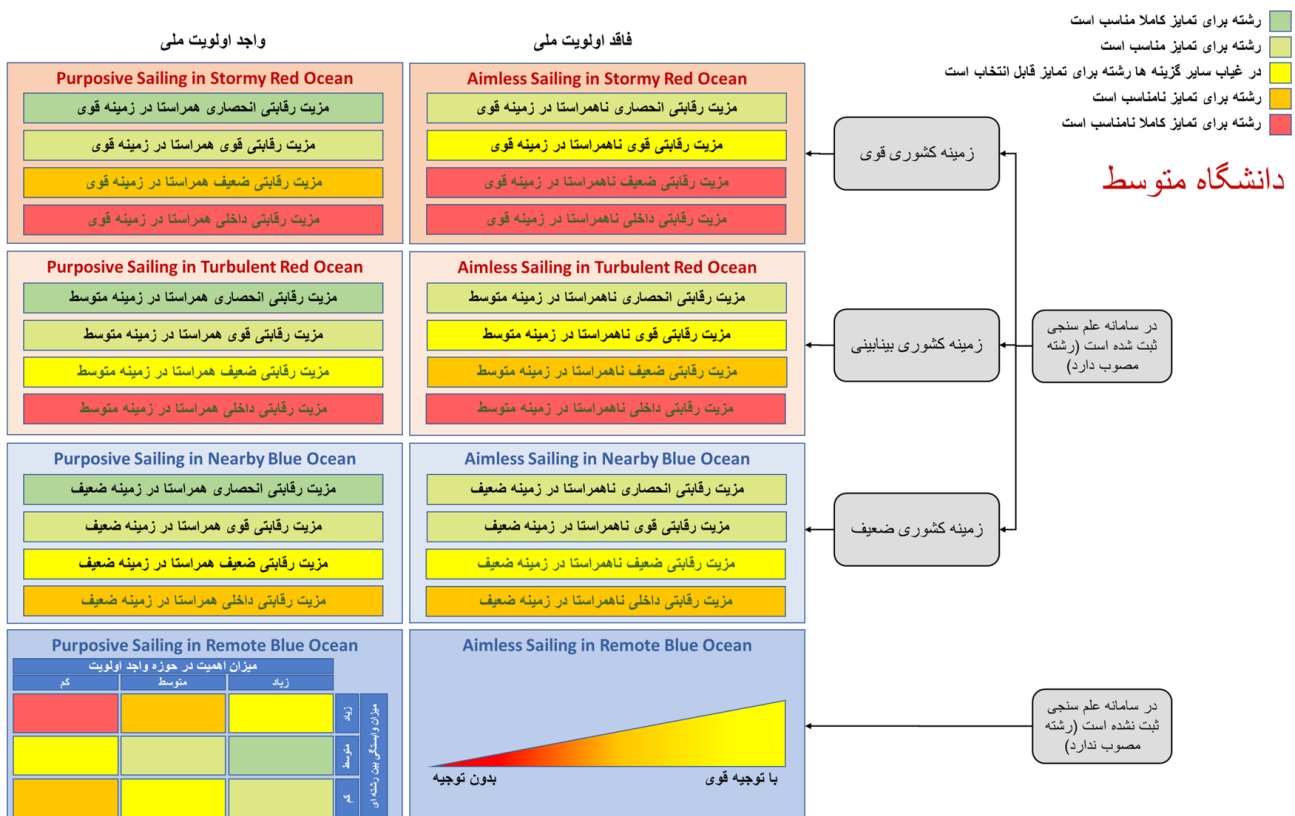 رشته برای تمایز کاملا مناسب است
رشته برای تمایز مناسب است
در غیاب سایر گزینه ها رشته برای تمایز قابل انتخاب است
رشته برای تمایز نامناسب است
رشته برای تمایز کاملا نامناسب است
دانشگاه متوسط
در سامانه علم سنجی
ثبت شده است (رشته
مصوب دارد)
در سامانه علم سنجی
ثبت نشده است (رشته
مصوب ندارد)
زمینه کشوری قوی
زمینه کشوری بینابینی
زمینه کشوری ضعیف
فاقد اولویت ملی
Aimless Sailing in Stormy Red Ocean
مزیت رقابتی انحصاری ناهمراستا در زمینه قوی
مزیت رقابتی قوی ناهمراستا در زمینه قوی
مزیت رقابتی ضعیف ناهمراستا در زمینه قوی
مزیت رقابتی داخلی ناهمراستا در زمینه قوی
Aimless Sailing in Turbulent Red Ocean
مزیت رقابتی انحصاری ناهمراستا در زمینه متوسط
مزیت رقابتی قوی ناهمراستا در زمینه متوسط
مزیت رقابتی ضعیف ناهمراستا در زمینه متوسط
مزیت رقابتی داخلی ناهمراستا در زمینه متوسط
Aimless Sailing in Nearby Blue Ocean
مزیت رقابتی انحصاری ناهمراستا در زمینه ضعیف
مزیت رقابتی قوی ناهمراستا در زمینه ضعیف
مزیت رقابتی ضعیف ناهمراستا در زمینه ضعیف
مزیت رقابتی داخلی ناهمراستا در زمینه ضعیف
Aimless Sailing in Remote Blue Ocean
با توجیه قوی
بدون توجیه
واجد اولویت ملی
Purposive Sailing in Stormy Red Ocean
مزیت رقابتی انحصاری همراستا در زمینه قوی
مزیت رقابتی قوی همراستا در زمینه قوی
مزیت رقابتی ضعیف همراستا در زمینه قوی
مزیت رقابتی داخلی همراستا در زمینه قوی
Purposive Sailing in Turbulent Red Ocean
مزیت رقابتی انحصاری همراستا در زمینه متوسط
مزیت رقابتی قوی همراستا در زمینه متوسط
مزیت رقابتی ضعیف همراستا در زمینه متوسط
مزیت رقابتی داخلی همراستا در زمینه متوسط
Purposive Sailing in Nearby Blue Ocean
مزیت رقابتی انحصاری همراستا در زمینه ضعیف
مزیت رقابتی قوی همراستا در زمینه ضعیف
مزیت رقابتی ضعیف همراستا در زمینه ضعیف
مزیت رقابتی داخلی همراستا در زمینه ضعیف
Purposive Sailing in Remote Blue Ocean
میزان اهمیت در حوزه واجد اولویت
زیاد
متوسط
کم
میزان وابستگی بین رشته ای
زیاد
متوسط
کم